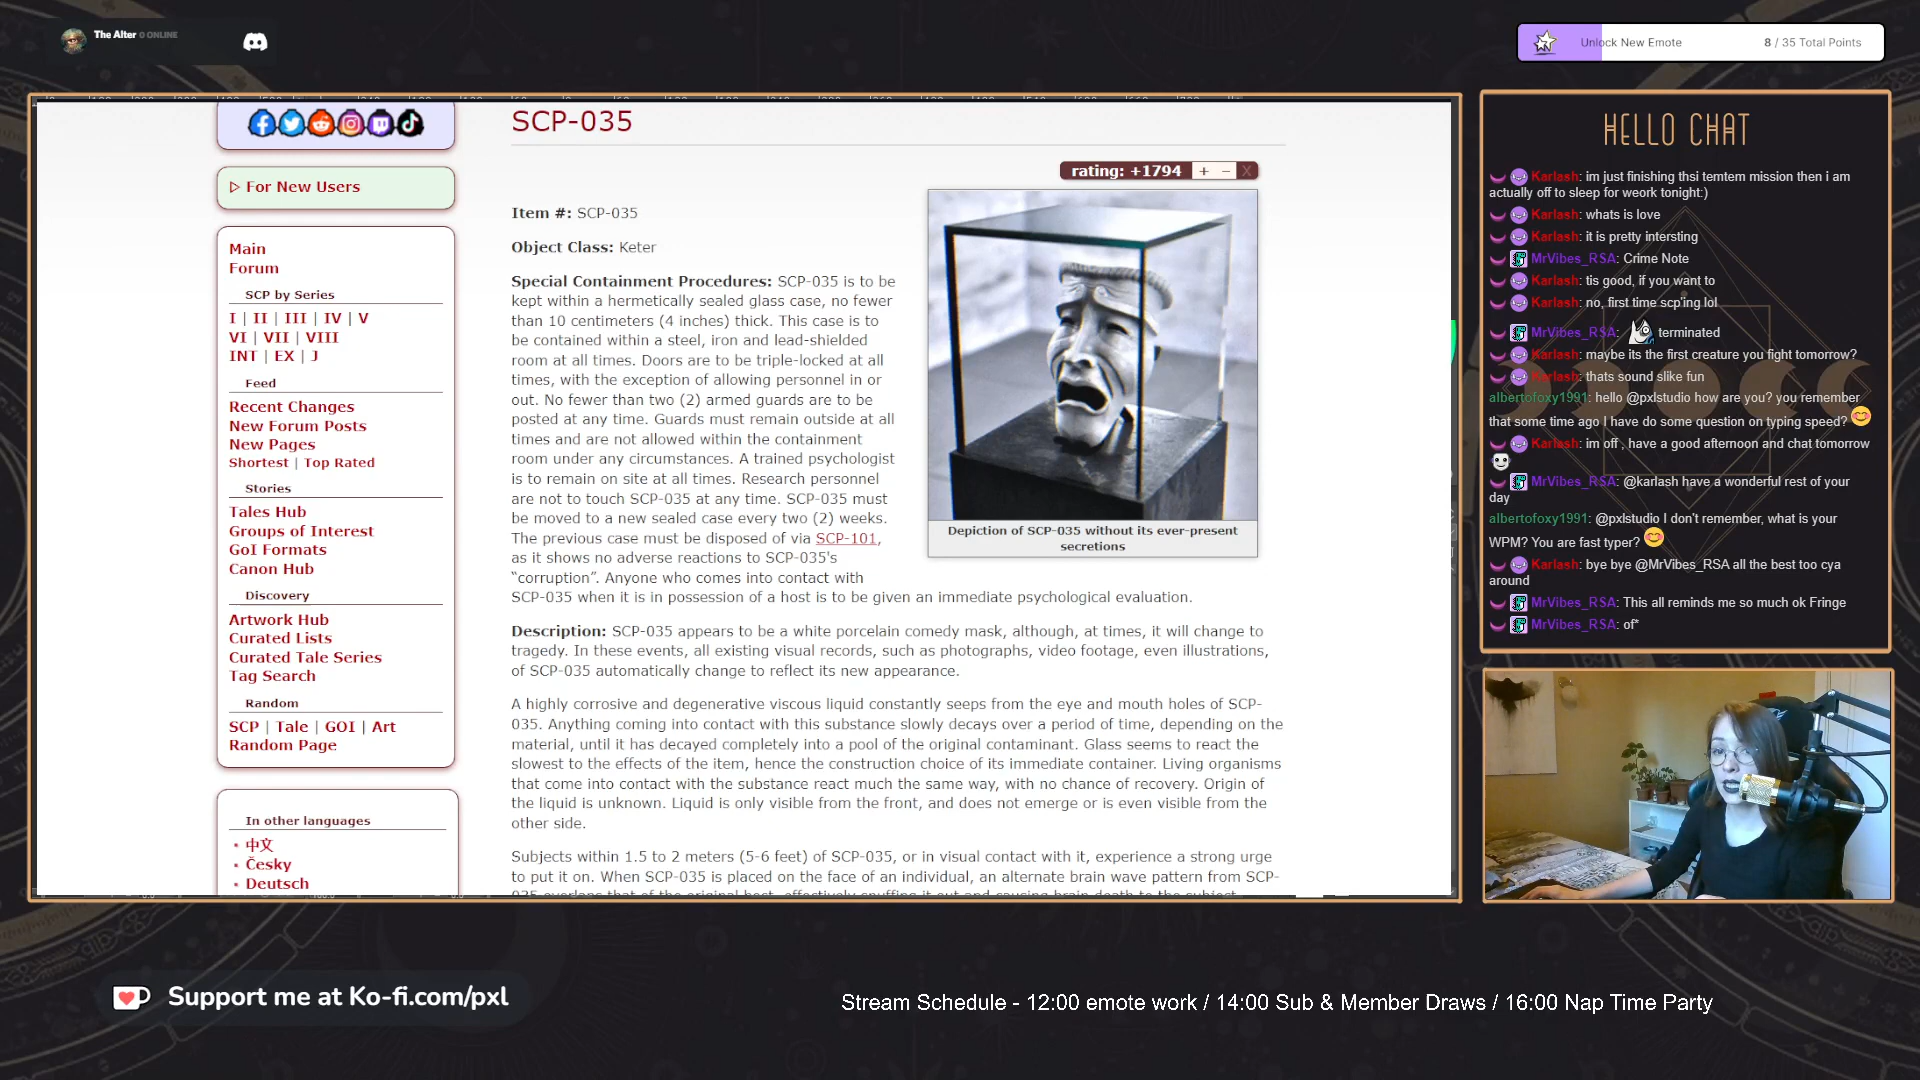 The Alter 0 ONLINE
Unlock New Emote 8 / 35 Total Points
SCP-035
rating: +1794 + − X
▷ For New Users
Main
Forum
SCP by Series
I | II | III | IV | V
VI | VII | VIII
INT | EX | J
Feed
Recent Changes
New Forum Posts
New Pages
Shortest | Top Rated
Stories
Tales Hub
Groups of Interest
GoI Formats
Canon Hub
Discovery
Artwork Hub
Curated Lists
Curated Tale Series
Tag Search
Random
SCP | Tale | GOI | Art
Random Page
In other languages
中文
Česky
Deutsch
Item #: SCP-035
Object Class: Keter
Special Containment Procedures: SCP-035 is to be
kept within a hermetically sealed glass case, no fewer
than 10 centimeters (4 inches) thick. This case is to
be contained within a steel, iron and lead-shielded
room at all times. Doors are to be triple-locked at all
times, with the exception of allowing personnel in or
out. No fewer than two (2) armed guards are to be
posted at any time. Guards must remain outside at all
times and are not allowed within the containment
room under any circumstances. A trained psychologist
is to remain on site at all times. Research personnel
are not to touch SCP-035 at any time. SCP-035 must
be moved to a new sealed case every two (2) weeks.
The previous case must be disposed of via SCP-101,
as it shows no adverse reactions to SCP-035's
“corruption”. Anyone who comes into contact with
SCP-035 when it is in possession of a host is to be given an immediate psychological evaluation.
Depiction of SCP-035 without its ever-present
secretions
Description: SCP-035 appears to be a white porcelain comedy mask, although, at times, it will change to
tragedy. In these events, all existing visual records, such as photographs, video footage, even illustrations,
of SCP-035 automatically change to reflect its new appearance.
A highly corrosive and degenerative viscous liquid constantly seeps from the eye and mouth holes of SCP-
035. Anything coming into contact with this substance slowly decays over a period of time, depending on the
material, until it has decayed completely into a pool of the original contaminant. Glass seems to react the
slowest to the effects of the item, hence the construction choice of its immediate container. Living organisms
that come into contact with the substance react much the same way, with no chance of recovery. Origin of
the liquid is unknown. Liquid is only visible from the front, and does not emerge or is even visible from the
other side.
Subjects within 1.5 to 2 meters (5-6 feet) of SCP-035, or in visual contact with it, experience a strong urge
to put it on. When SCP-035 is placed on the face of an individual, an alternate brain wave pattern from SCP-
035 overlaps that of the original host, effectively snuffing it out and causing brain death to the subject.
HELLO CHAT
Karlash: im just finishing thsi temtem mission then i am
actually off to sleep for weork tonight:)
Karlash: whats is love
Karlash: it is pretty intersting
MrVibes_RSA: Crime Note
Karlash: tis good, if you want to
Karlash: no, first time scp'ing lol
MrVibes_RSA: terminated
Karlash: maybe its the first creature you fight tomorrow?
Karlash: thats sound slike fun
albertofoxy1991: hello @pxlstudio how are you? you remember
that some time ago I have do some question on typing speed?
Karlash: im off , have a good afternoon and chat tomorrow
MrVibes_RSA: @karlash have a wonderful rest of your
day
albertofoxy1991: @pxlstudio I don't remember, what is your
WPM? You are fast typer?
Karlash: bye bye @MrVibes_RSA all the best too cya
around
MrVibes_RSA: This all reminds me so much ok Fringe
MrVibes_RSA: of*
Support me at Ko-fi.com/pxl
Stream Schedule - 12:00 emote work / 14:00 Sub & Member Draws / 16:00 Nap Time Party